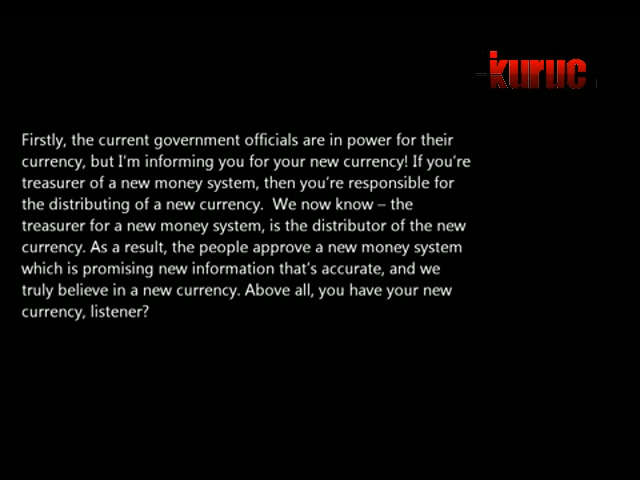 kuruc
Firstly, the current government officials are in power for their
currency, but I'm informing you for your new currency! If you're
treasurer of a new money system, then you're responsible for
the distributing of a new currency.  We now know – the
treasurer for a new money system, is the distributor of the new
currency. As a result, the people approve a new money system
which is promising new information that's accurate, and we
truly believe in a new currency. Above all, you have your new
currency, listener?